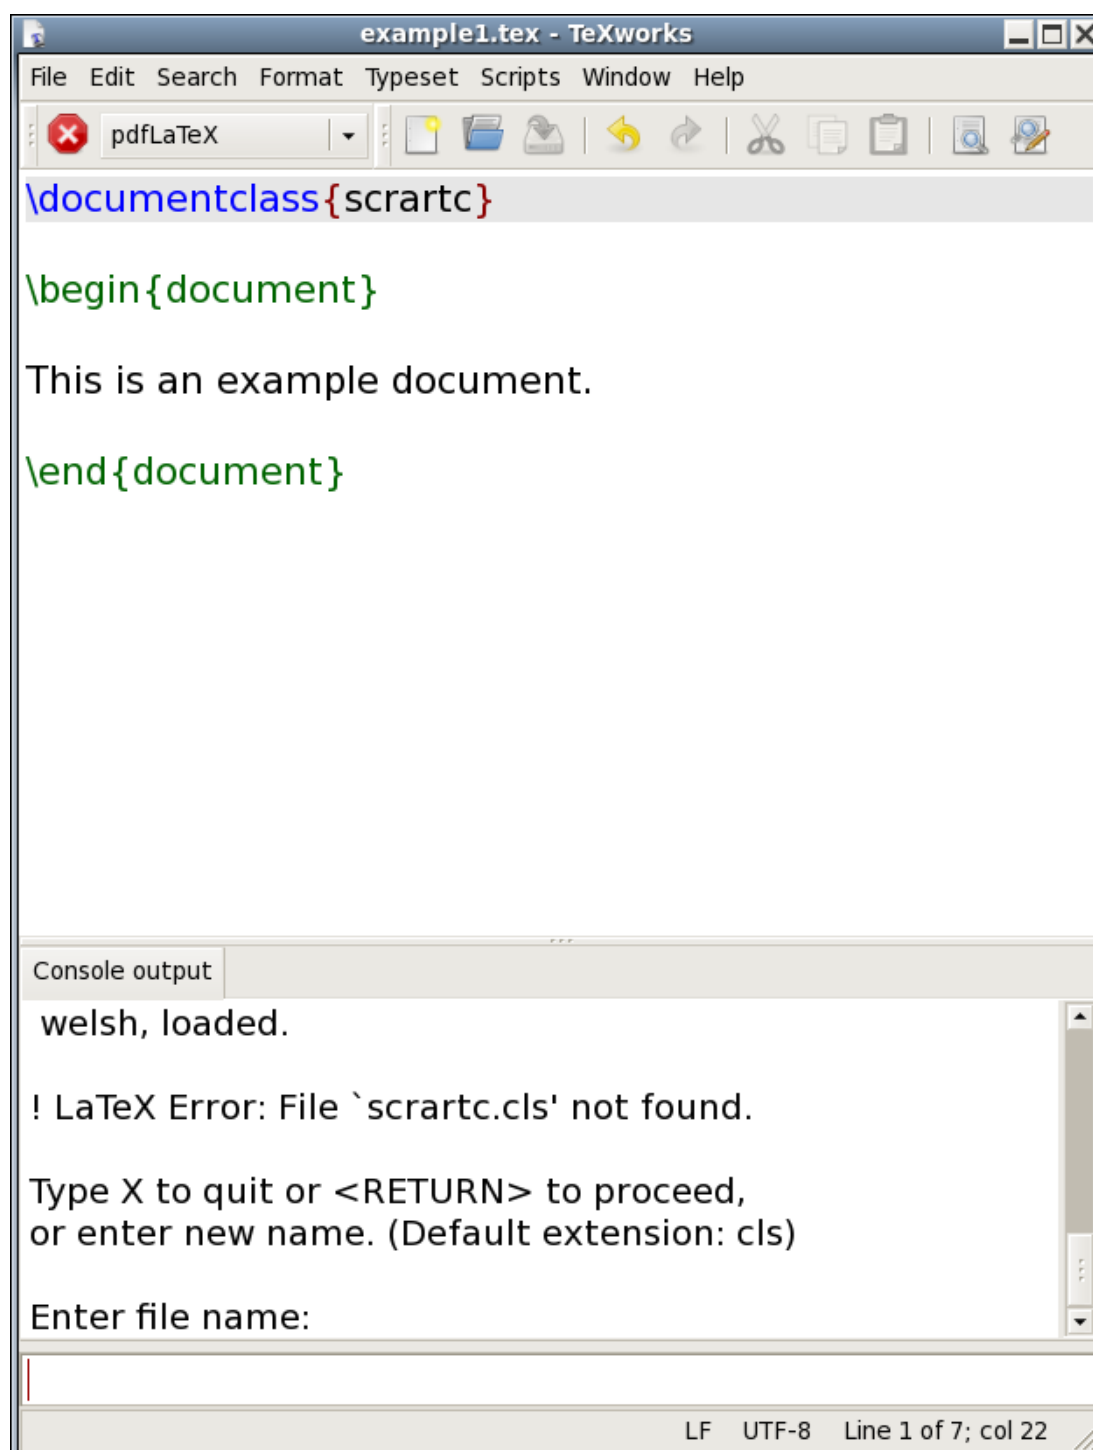 example1.tex - TeXworks
File Edit Search Format Typeset Scripts Window Help
pdfLaTeX
\documentclass{scrartc}
\begin{document}
This is an example document.
\end{document}
Console output
welsh, loaded.
! LaTeX Error: File `scrartc.cls' not found.
Type X to quit or <RETURN> to proceed,
or enter new name. (Default extension: cls)
Enter file name:
LF UTF-8 Line 1 of 7; col 22